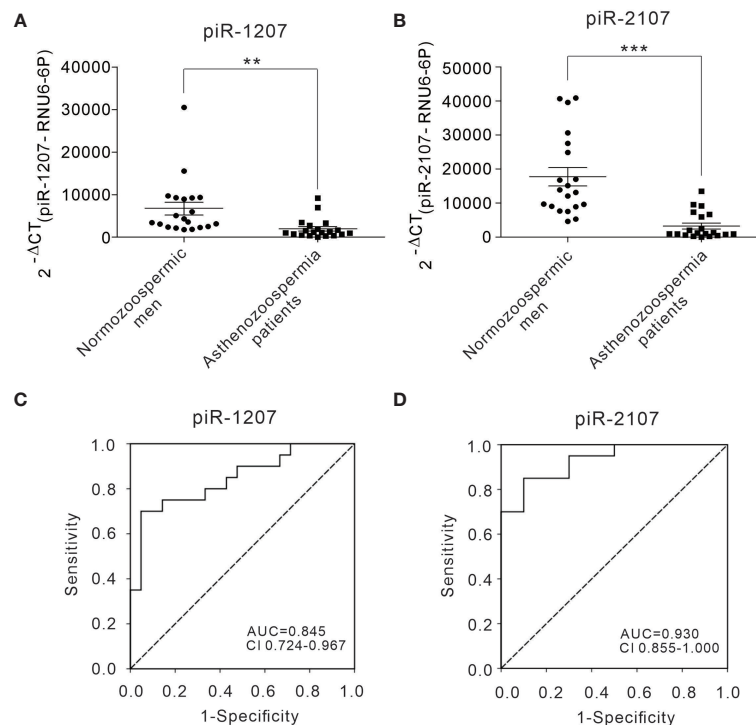 A
piR-1207
**
40000
30000
20000
10000
0
2 -ΔCT(piR-1207-RNU6-6P)
Normozoospermic
men
Asthenozoospermia
patients
B
piR-2107
***
50000
40000
30000
20000
10000
0
2 -ΔCT(piR-2107-RNU6-6P)
Normozoospermic
men
Asthenozoospermia
patients
C
piR-1207
1.0
0.8
0.6
0.4
0.2
0.0
Sensitivity
AUC=0.845
CI 0.724-0.967
0.0 0.2 0.4 0.6 0.8 1.0
1-Specificity
D
piR-2107
1.0
0.8
0.6
0.4
0.2
0.0
Sensitivity
AUC=0.930
CI 0.855-1.000
0.0 0.2 0.4 0.6 0.8 1.0
1-Specificity